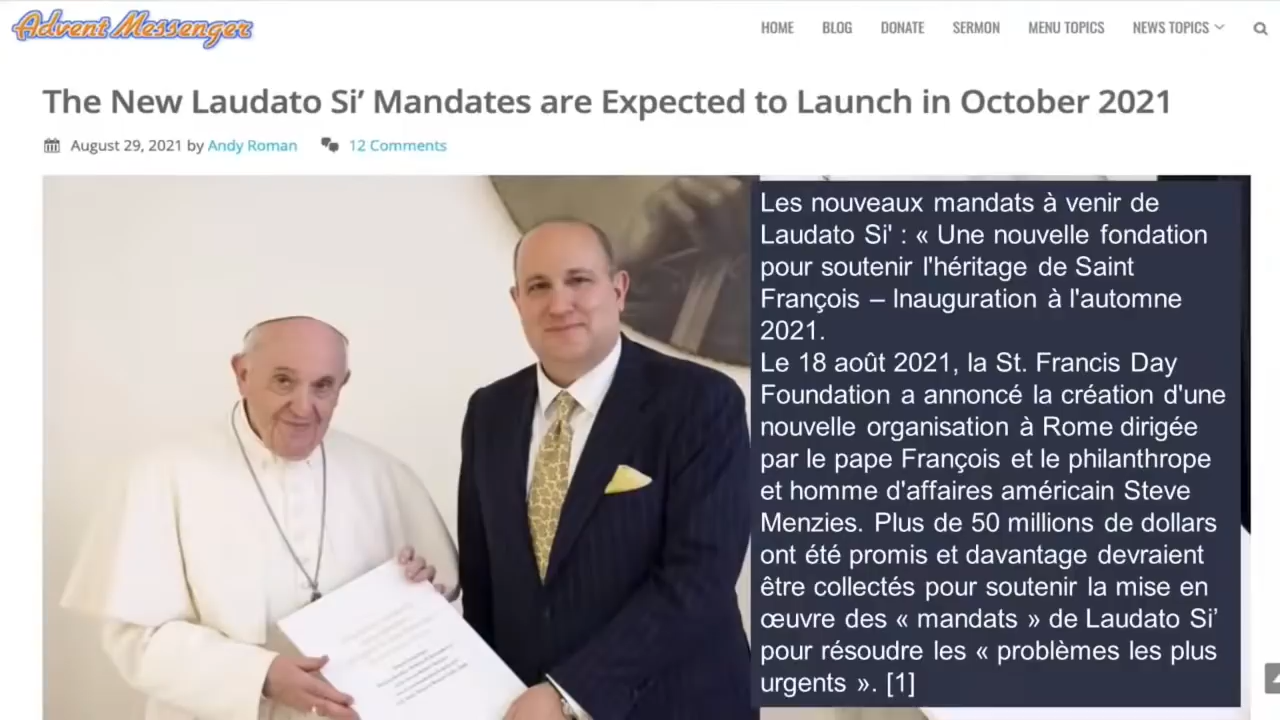 Advent Messenger
HOME BLOG DONATE SERMON MENU TOPICS NEWS TOPICS
The New Laudato Si’ Mandates are Expected to Launch in October 2021
August 29, 2021 by Andy Roman 12 Comments
Les nouveaux mandats à venir de
Laudato Si' : « Une nouvelle fondation
pour soutenir l'héritage de Saint
François – Inauguration à l'automne
2021.
Le 18 août 2021, la St. Francis Day
Foundation a annoncé la création d'une
nouvelle organisation à Rome dirigée
par le pape François et le philanthrope
et homme d'affaires américain Steve
Menzies. Plus de 50 millions de dollars
ont été promis et davantage devraient
être collectés pour soutenir la mise en
œuvre des « mandats » de Laudato Si’
pour résoudre les « problèmes les plus
urgents ». [1]